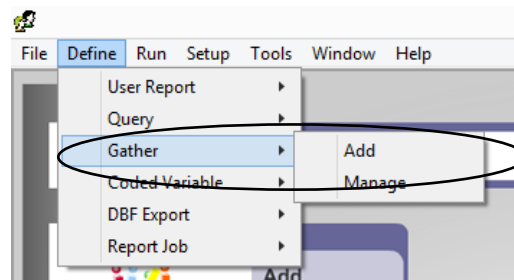 File Define Run Setup Tools Window Help
User Report
Query
Gather Add
Coded Variable Manage
DBF Export
Report Job
Add